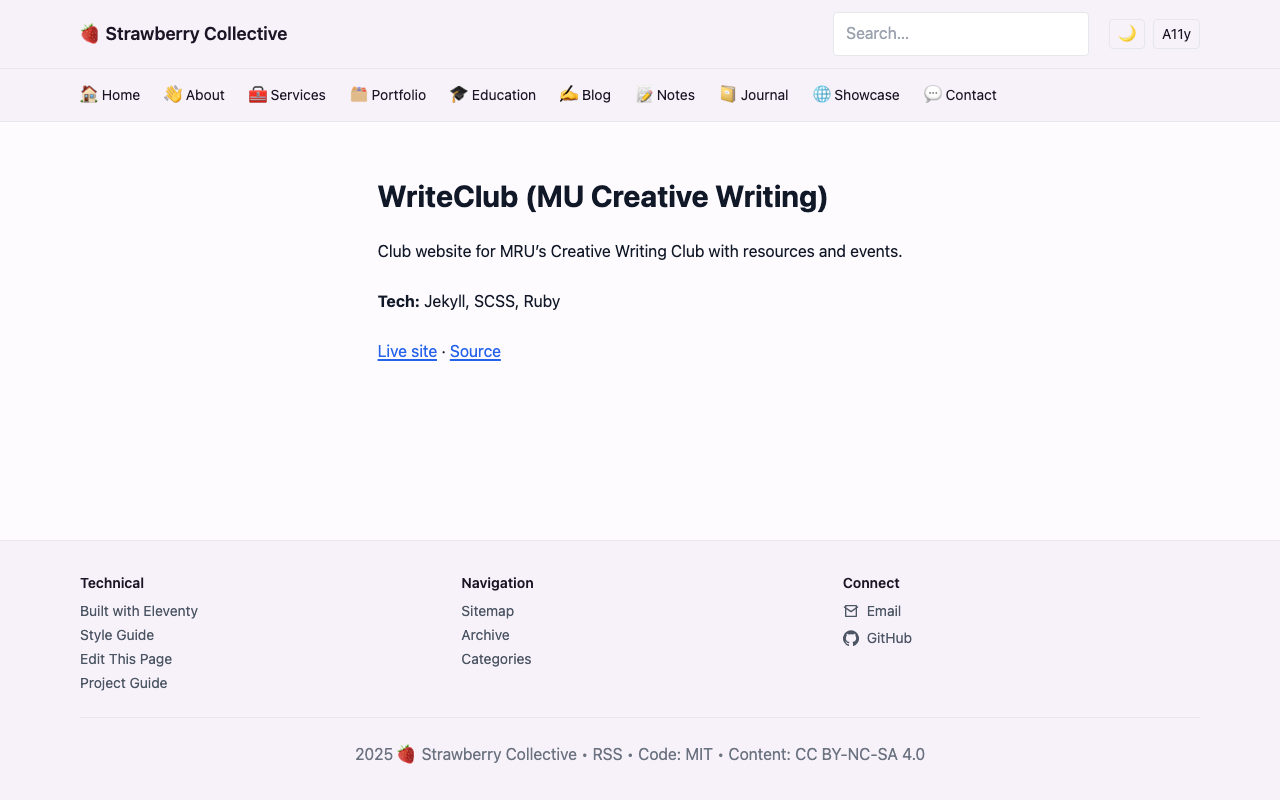 🍓 Strawberry Collective
Search...
🌙
A11y
🏠 Home
👋 About
🧰 Services
🗂️ Portfolio
🎓 Education
✍️ Blog
📝 Notes
📔 Journal
🌐 Showcase
💬 Contact
WriteClub (MU Creative Writing)
Club website for MRU’s Creative Writing Club with resources and events.
Tech: Jekyll, SCSS, Ruby
Live site · Source
Technical
Built with Eleventy
Style Guide
Edit This Page
Project Guide
Navigation
Sitemap
Archive
Categories
Connect
Email
GitHub
2025 🍓 Strawberry Collective • RSS • Code: MIT • Content: CC BY-NC-SA 4.0